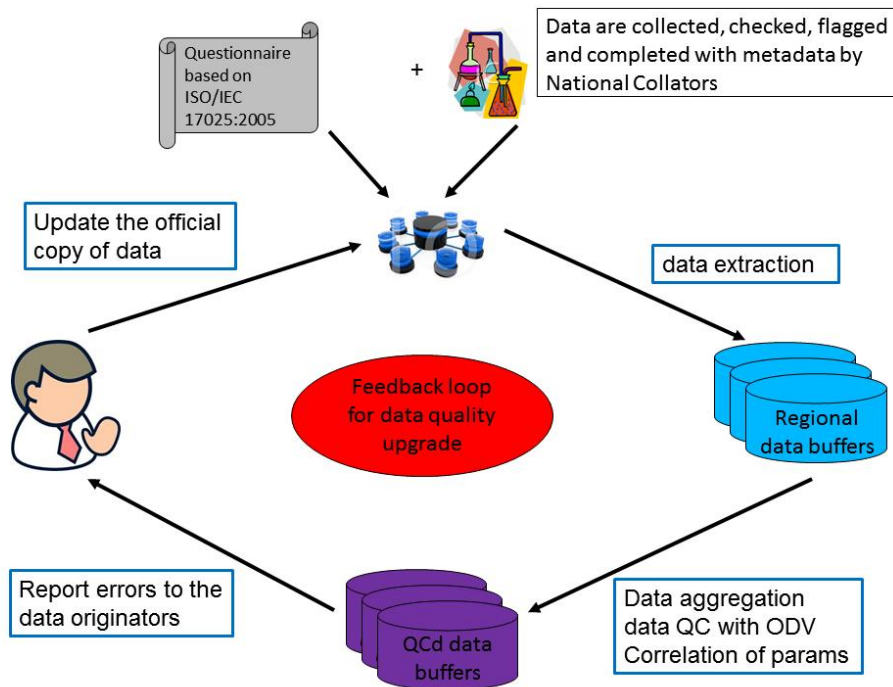 Questionnaire
based on
ISO/IEC
17025:2005
+
Data are collected, checked, flagged
and completed with metadata by
National Collators
Update the official
copy of data
data extraction
Feedback loop
for data quality
upgrade
Regional
data buffers
Report errors to the
data originators
QCd data
buffers
Data aggregation
data QC with ODV
Correlation of params